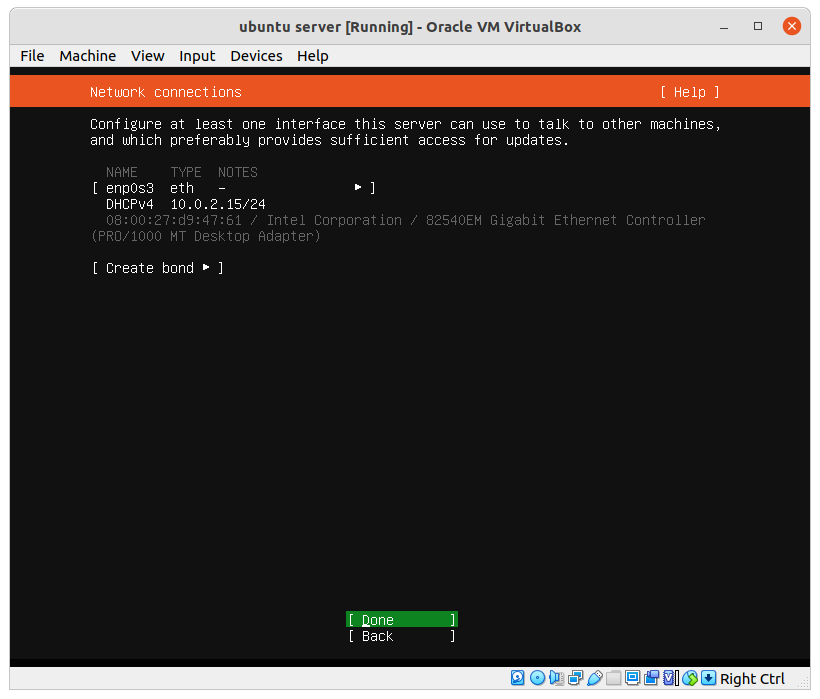 ubuntu server [Running] - Oracle VM VirtualBox
File Machine View Input Devices Help
Network connections [ Help ]
Configure at least one interface this server can use to talk to other machines,
and which preferably provides sufficient access for updates.
NAME TYPE NOTES
[ enp0s3 eth - ▸ ]
DHCPv4 10.0.2.15/24
08:00:27:d9:47:61 / Intel Corporation / 82540EM Gigabit Ethernet Controller
(PRO/1000 MT Desktop Adapter)
[ Create bond ▸ ]
[ Done ]
[ Back ]
Right Ctrl